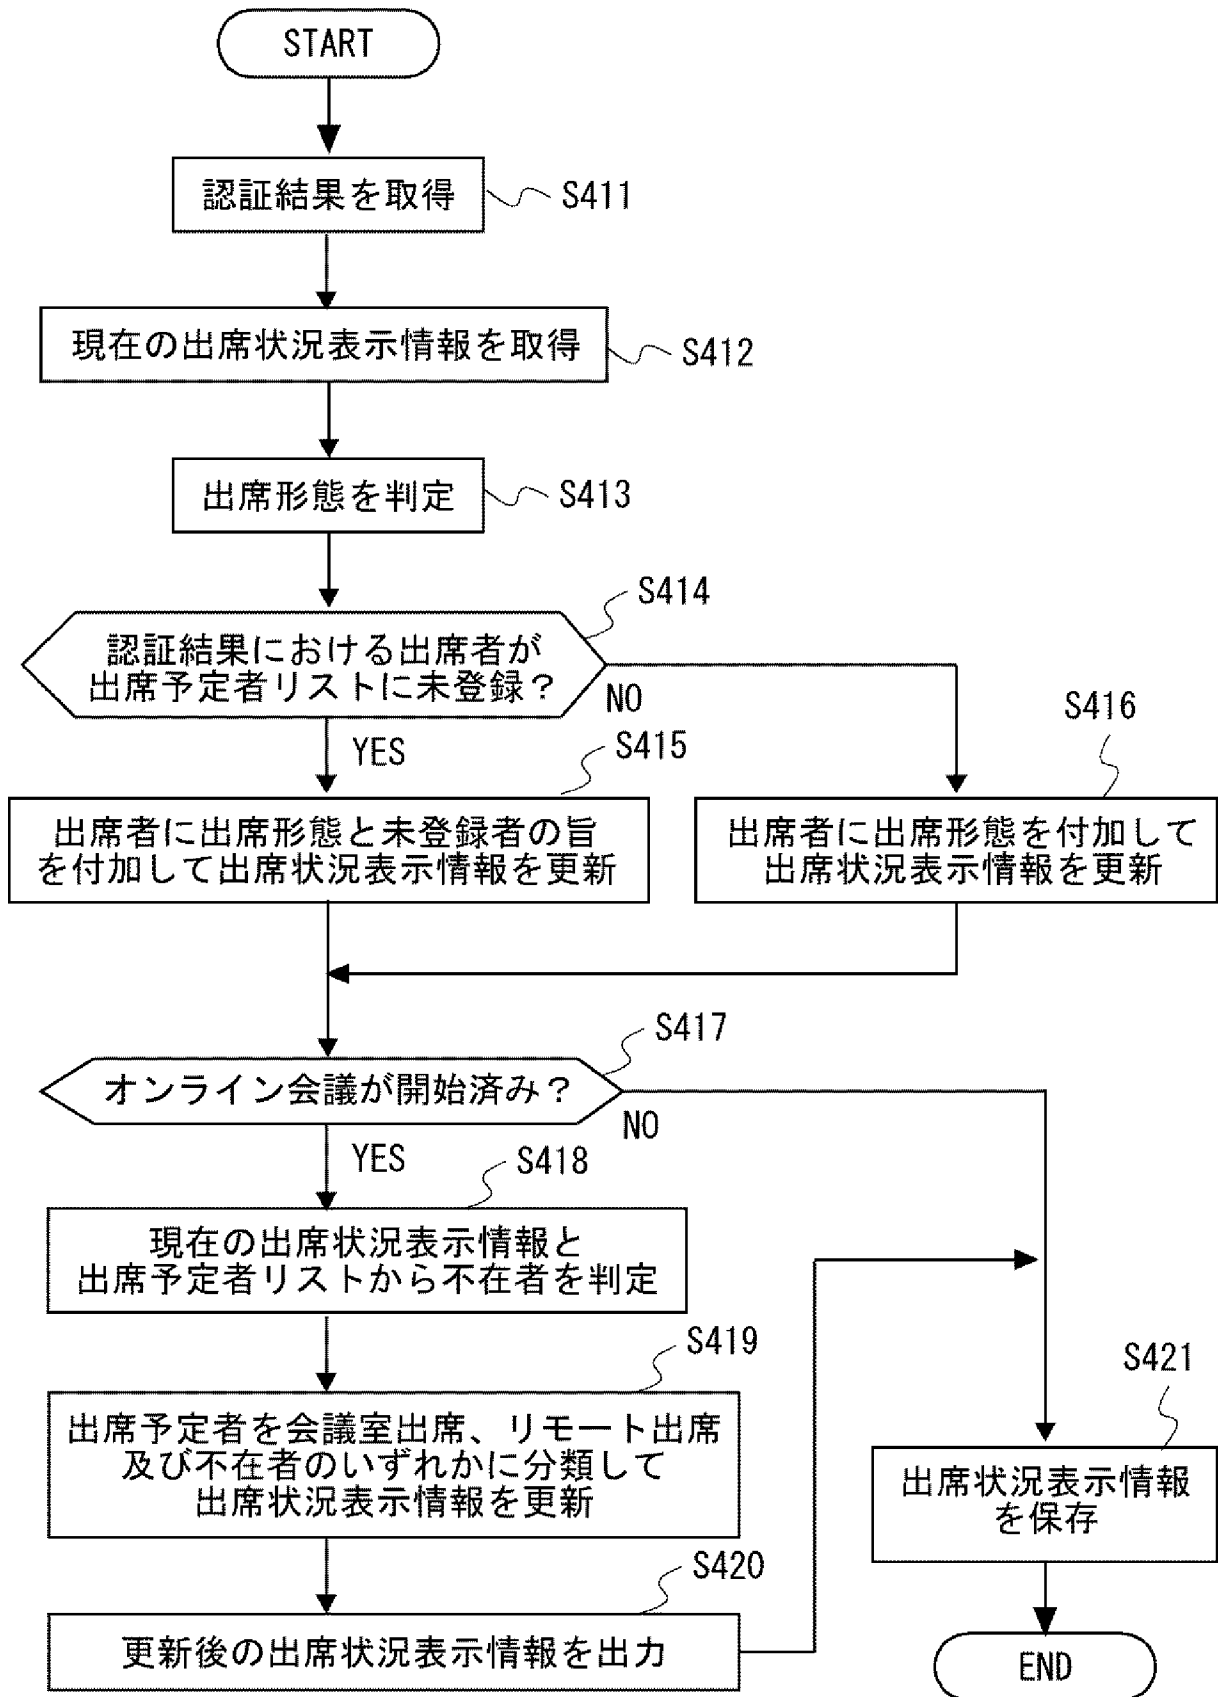 START
認証結果を取得
S411
現在の出席状況表示情報を取得
S412
出席形態を判定
S413
S414
認証結果における出席者が
出席予定者リストに未登録？
NO
YES
S415
出席者に出席形態と未登録者の旨
を付加して出席状況表示情報を更新
S416
出席者に出席形態を付加して
出席状況表示情報を更新
S417
オンライン会議が開始済み？
NO
YES
S418
現在の出席状況表示情報と
出席予定者リストから不在者を判定
S419
出席予定者を会議室出席、リモート出席
及び不在者のいずれかに分類して
出席状況表示情報を更新
S420
更新後の出席状況表示情報を出力
S421
出席状況表示情報
を保存
END